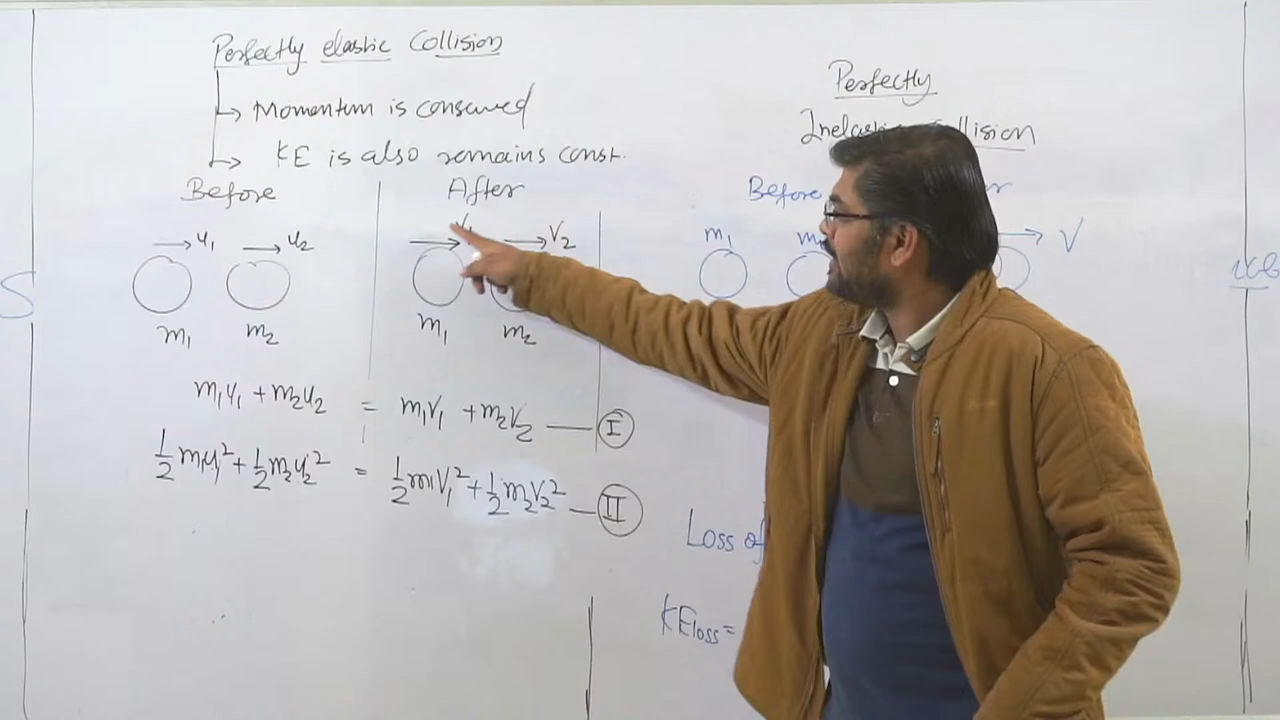 Perfectly elastic Collision
Momentum is conserved
KE is also remains const.
Before
After
u₁ u₂
V₁ V₂
m₁ m₂
m₁ m₂
m₁u₁ + m₂u₂ = m₁v₁ + m₂v₂ — I
½m₁u₁² + ½m₂u₂² = ½m₁v₁² + ½m₂v₂² — II
Perfectly
Collision
Before
m₁
V
Loss of
KEloss =
S